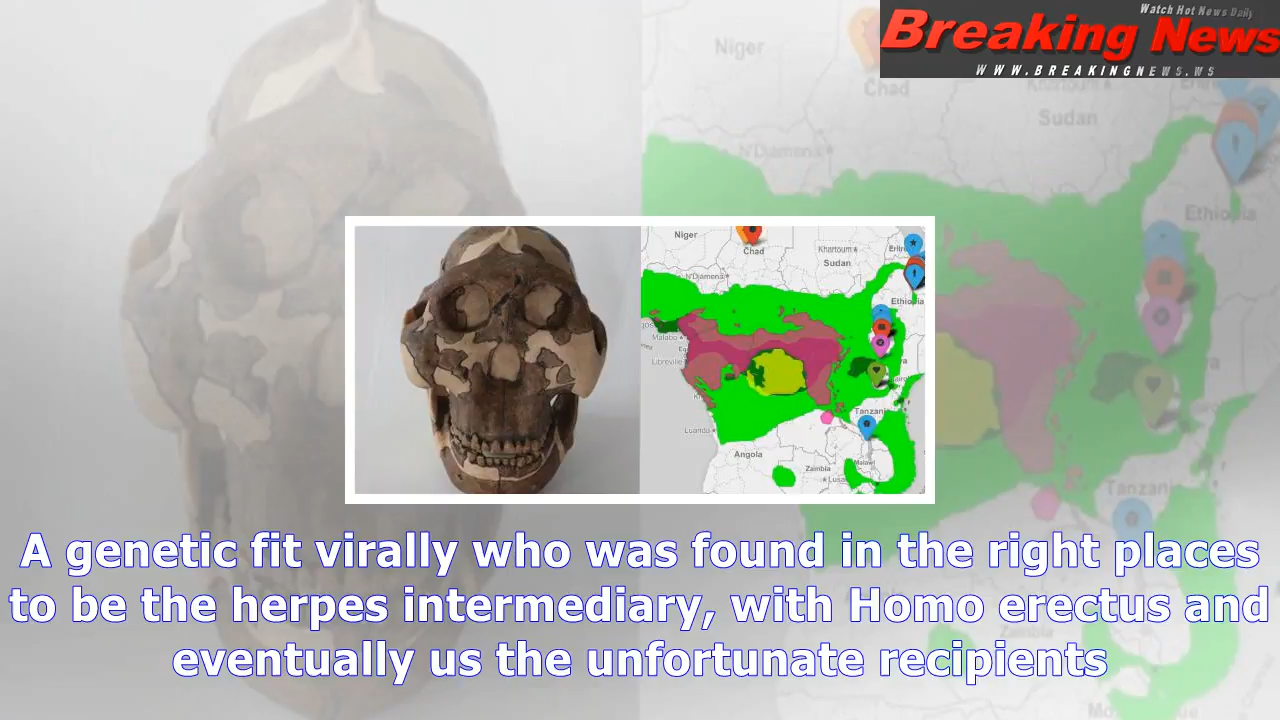 Watch Hot News Daily
Breaking News
WWW.BREAKINGNEWS.WS
Niger
Chad
Khartoum
Sudan
N'Djamena
Ethiopia
Malabo
Libreville
Luanda
Tanzania
Angola
Zambia
Malawi
A genetic fit virally who was found in the right places
to be the herpes intermediary, with Homo erectus and
eventually us the unfortunate recipients